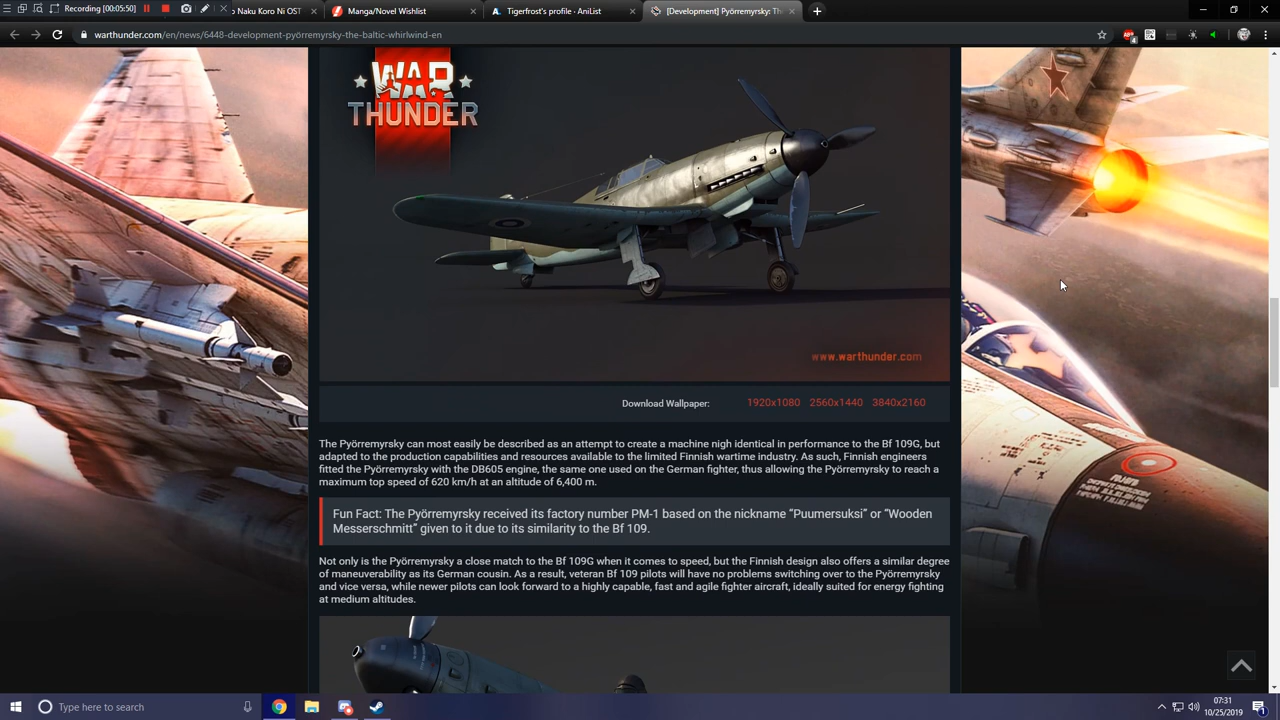 Recording [00:05:50]
o Naku Koro Ni OST
Manga/Novel Wishlist
Tigerfrost's profile · AniList
[Development] Pyörremyrsky: Th
warthunder.com/en/news/6448-development-pyörremyrsky-the-baltic-whirlwind-en
WAR
THUNDER
www.warthunder.com
Download Wallpaper: 1920x1080 2560x1440 3840x2160
The Pyörremyrsky can most easily be described as an attempt to create a machine nigh identical in performance to the Bf 109G, but
adapted to the production capabilities and resources available to the limited Finnish wartime industry. As such, Finnish engineers
fitted the Pyörremyrsky with the DB605 engine, the same one used on the German fighter, thus allowing the Pyörremyrsky to reach a
maximum top speed of 620 km/h at an altitude of 6,400 m.
Fun Fact: The Pyörremyrsky received its factory number PM-1 based on the nickname “Puumersuksi” or “Wooden
Messerschmitt” given to it due to its similarity to the Bf 109.
Not only is the Pyörremyrsky a close match to the Bf 109G when it comes to speed, but the Finnish design also offers a similar degree
of maneuverability as its German cousin. As a result, veteran Bf 109 pilots will have no problems switching over to the Pyörremyrsky
and vice versa, while newer pilots can look forward to a highly capable, fast and agile fighter aircraft, ideally suited for energy fighting
at medium altitudes.
Type here to search
07:31
10/25/2019